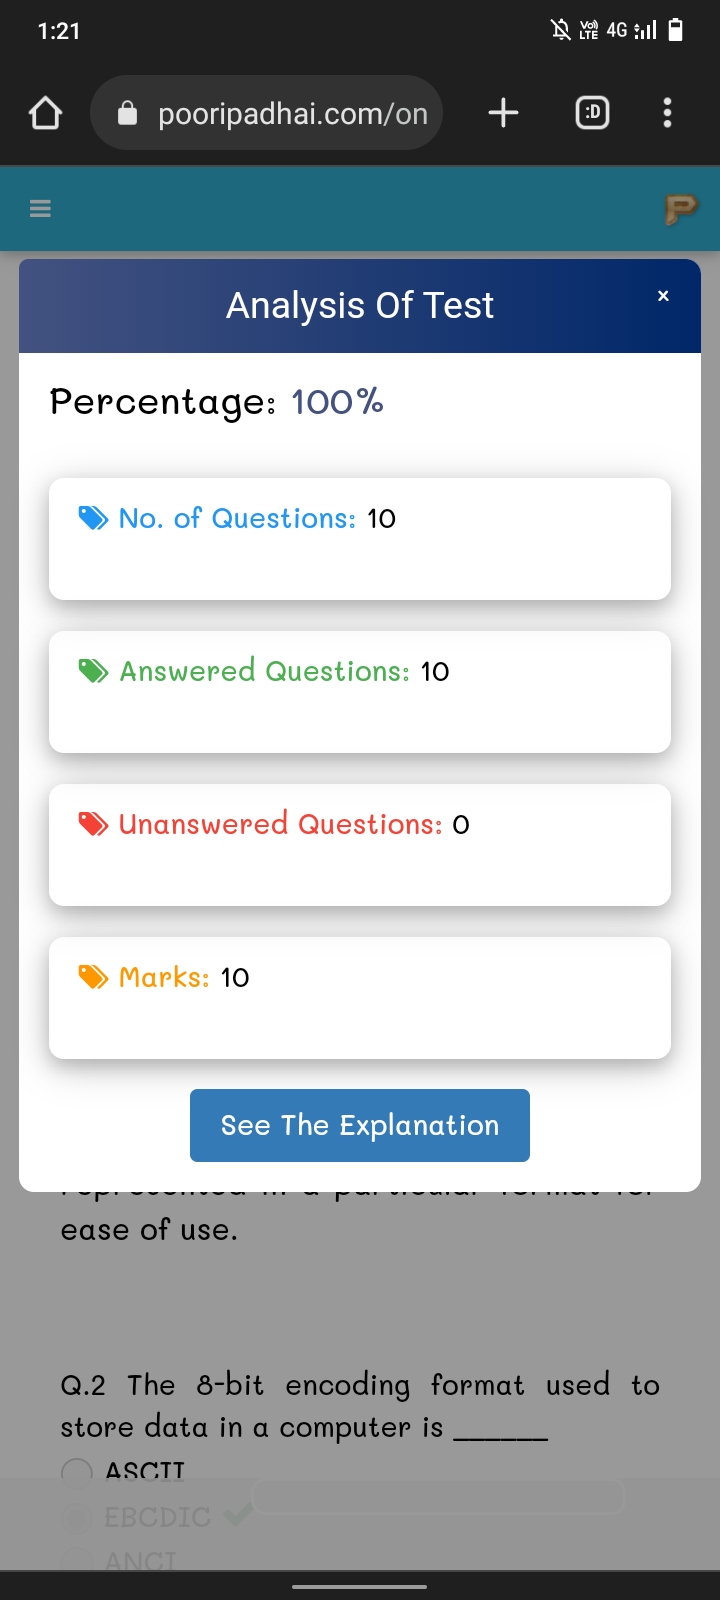 1:21
Vo)
LTE
4G
pooripadhai.com/on
:D
P
Analysis Of Test
×
Percentage: 100%
No. of Questions: 10
Answered Questions: 10
Unanswered Questions: 0
Marks: 10
See The Explanation
ease of use.
Q.2 The 8-bit encoding format used to
store data in a computer is ______
ASCII
EBCDIC
ANCI